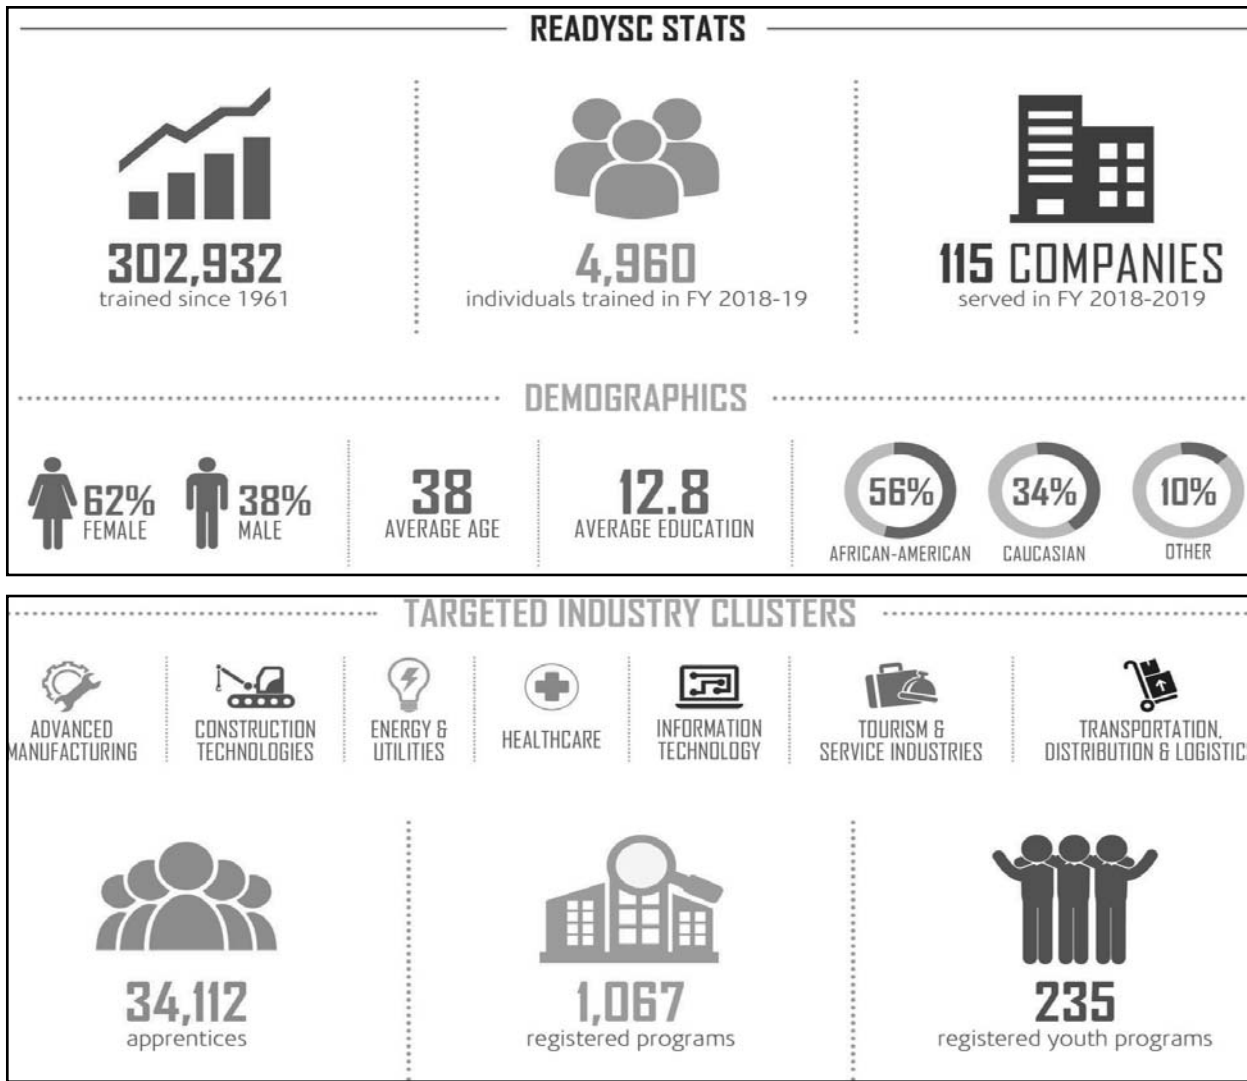 READYSC STATS
302,932
trained since 1961
4,960
individuals trained in FY 2018-19
115 COMPANIES
served in FY 2018-2019
DEMOGRAPHICS
62%
FEMALE
38%
MALE
38
AVERAGE AGE
12.8
AVERAGE EDUCATION
56%
AFRICAN-AMERICAN
34%
CAUCASIAN
10%
OTHER
TARGETED INDUSTRY CLUSTERS
ADVANCED
MANUFACTURING
CONSTRUCTION
TECHNOLOGIES
ENERGY &
UTILITIES
HEALTHCARE
INFORMATION
TECHNOLOGY
TOURISM &
SERVICE INDUSTRIES
TRANSPORTATION,
DISTRIBUTION & LOGISTIC
34,112
apprentices
1,067
registered programs
235
registered youth programs